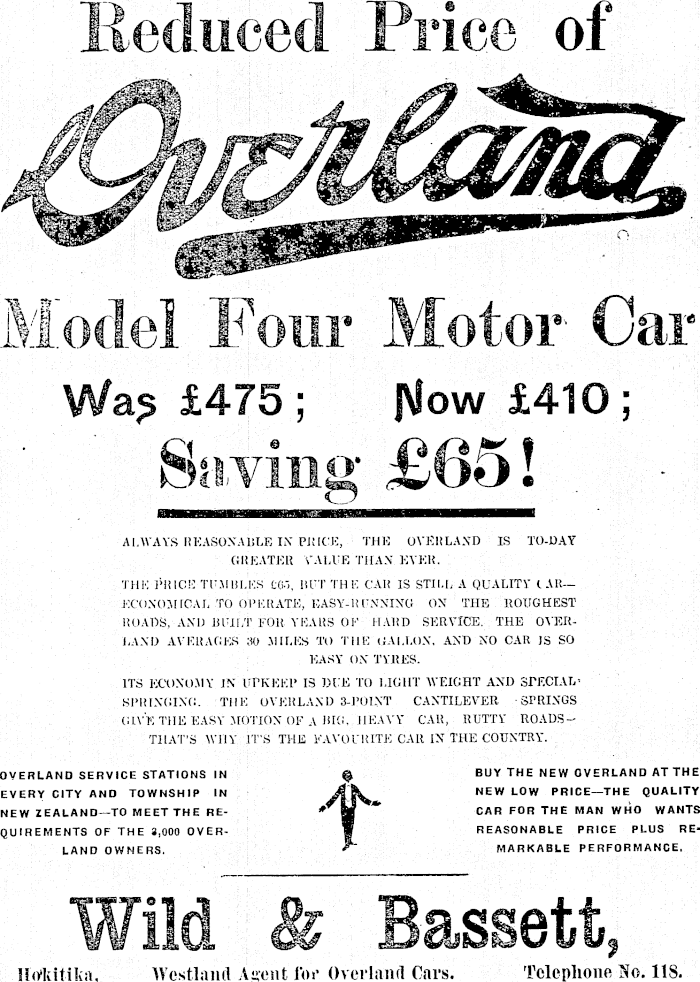 Reduced Price of
Overland
Model Four Motor Car
Was £475; Now £410;
Saving £65!
ALWAYS REASONABLE IN PRICE, THE OVERLAND IS TO-DAY
GREATER VALUE THAN EVER.
THE PRICE TUMBLES £65, BUT THE CAR IS STILL A QUALITY CAR—
ECONOMICAL TO OPERATE, EASY-RUNNING ON THE ROUGHEST
ROADS, AND BUILT FOR YEARS OF HARD SERVICE. THE OVER-
LAND AVERAGES 30 MILES TO THE GALLON, AND NO CAR IS SO
EASY ON TYRES.
ITS ECONOMY IN UPKEEP IS DUE TO LIGHT WEIGHT AND SPECIAL
SPRINGING. THE OVERLAND 3-POINT CANTILEVER SPRINGS
GIVE THE EASY MOTION OF A BIG, HEAVY CAR, RUTTY ROADS—
THAT'S WHY IT'S THE FAVOURITE CAR IN THE COUNTRY.
OVERLAND SERVICE STATIONS IN
EVERY CITY AND TOWNSHIP IN
NEW ZEALAND—TO MEET THE RE-
QUIREMENTS OF THE 3,000 OVER-
LAND OWNERS.
BUY THE NEW OVERLAND AT THE
NEW LOW PRICE—THE QUALITY
CAR FOR THE MAN WHO WANTS
REASONABLE PRICE PLUS RE-
MARKABLE PERFORMANCE.
Wild & Bassett,
Hokitika, Westland Agent for Overland Cars. Telephone No. 118.